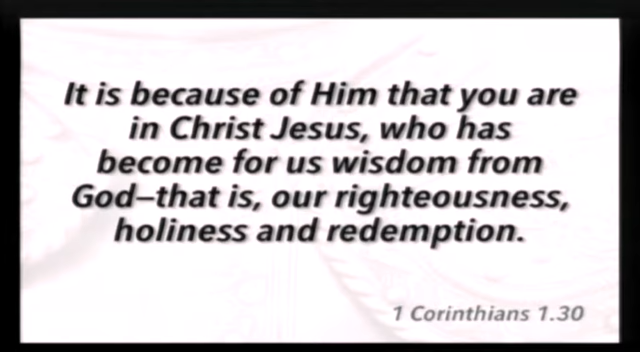 It is because of Him that you are
in Christ Jesus, who has
become for us wisdom from
God–that is, our righteousness,
holiness and redemption.
1 Corinthians 1.30